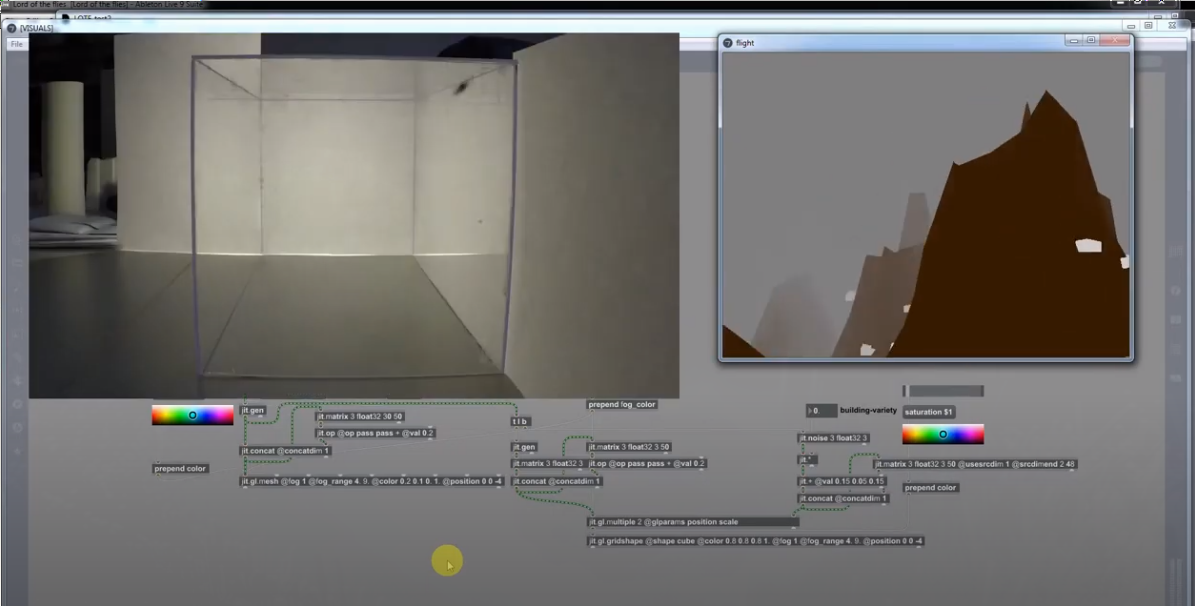 Lord of the flies [Lord of the flies] - Ableton Live 9 Suite
LOTF test2
[VISUALS]
File
flight
prepend fog_color
0.
building-variety
saturation $1
jit.gen
jit.matrix 3 float32 30 50
t l b
jit.op @op pass pass + @val 0.2
jit.noise 3 float32 3
jit.concat @concatdim 1
jit.gen
jit.matrix 3 float32 3 50
jit.*
prepend color
jit.matrix 3 float32 3
jit.op @op pass pass + @val 0.2
jit.matrix 3 float32 3 50 @usesrcdim 1 @srcdimend 2 48
jit.gl.mesh @fog 1 @fog_range 4. 9. @color 0.2 0.1 0. 1. @position 0 0 -4
jit.concat @concatdim 1
jit.+ @val 0.15 0.05 0.15
prepend color
jit.concat @concatdim 1
jit.gl.multiple 2 @glparams position scale
jit.gl.gridshape @shape cube @color 0.8 0.8 0.8 1. @fog 1 @fog_range 4. 9. @position 0 0 -4